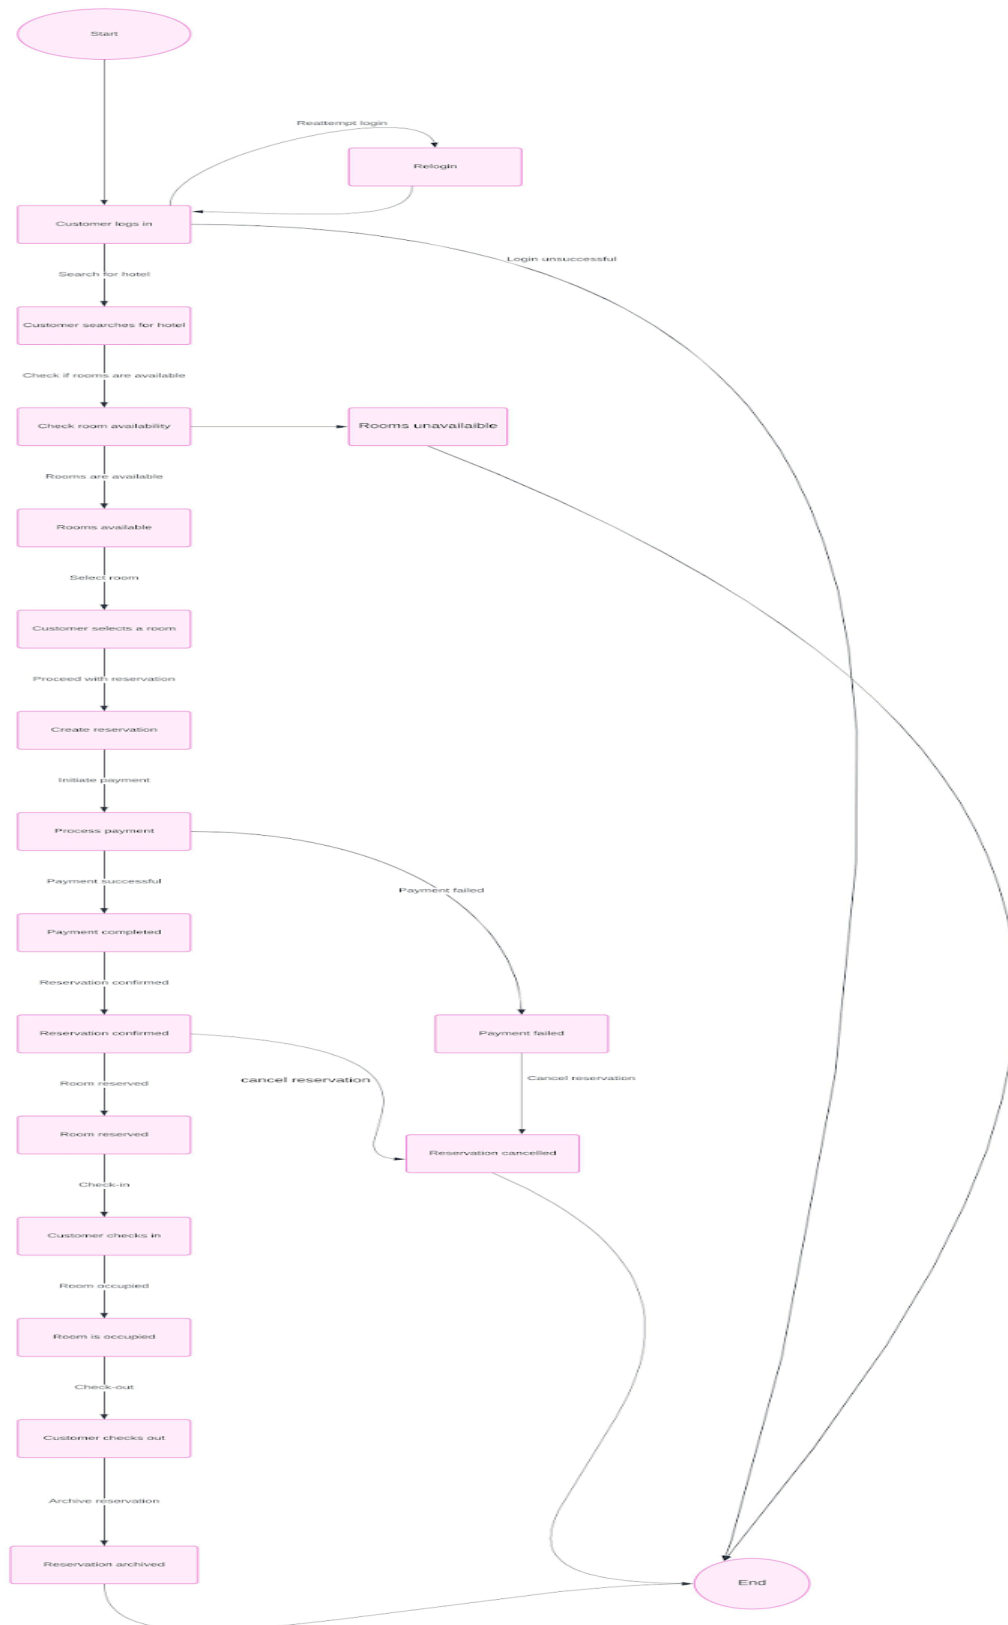 Start
Reattempt login
Relogin
Customer logs in
Login unsuccessful
Search for hotel
Customer searches for hotel
Check if rooms are available
Check room availability
Rooms unavailaible
Rooms are available
Rooms available
Select room
Customer selects a room
Proceed with reservation
Create reservation
Initiate payment
Process payment
Payment successful
Payment failed
Payment completed
Reservation confirmed
Reservation confirmed
Payment failed
cancel reservation
Cancel reservation
Room reserved
Room reserved
Reservation cancelled
Check-in
Customer checks in
Room occupied
Room is occupied
Check-out
Customer checks out
Archive reservation
Reservation archived
End